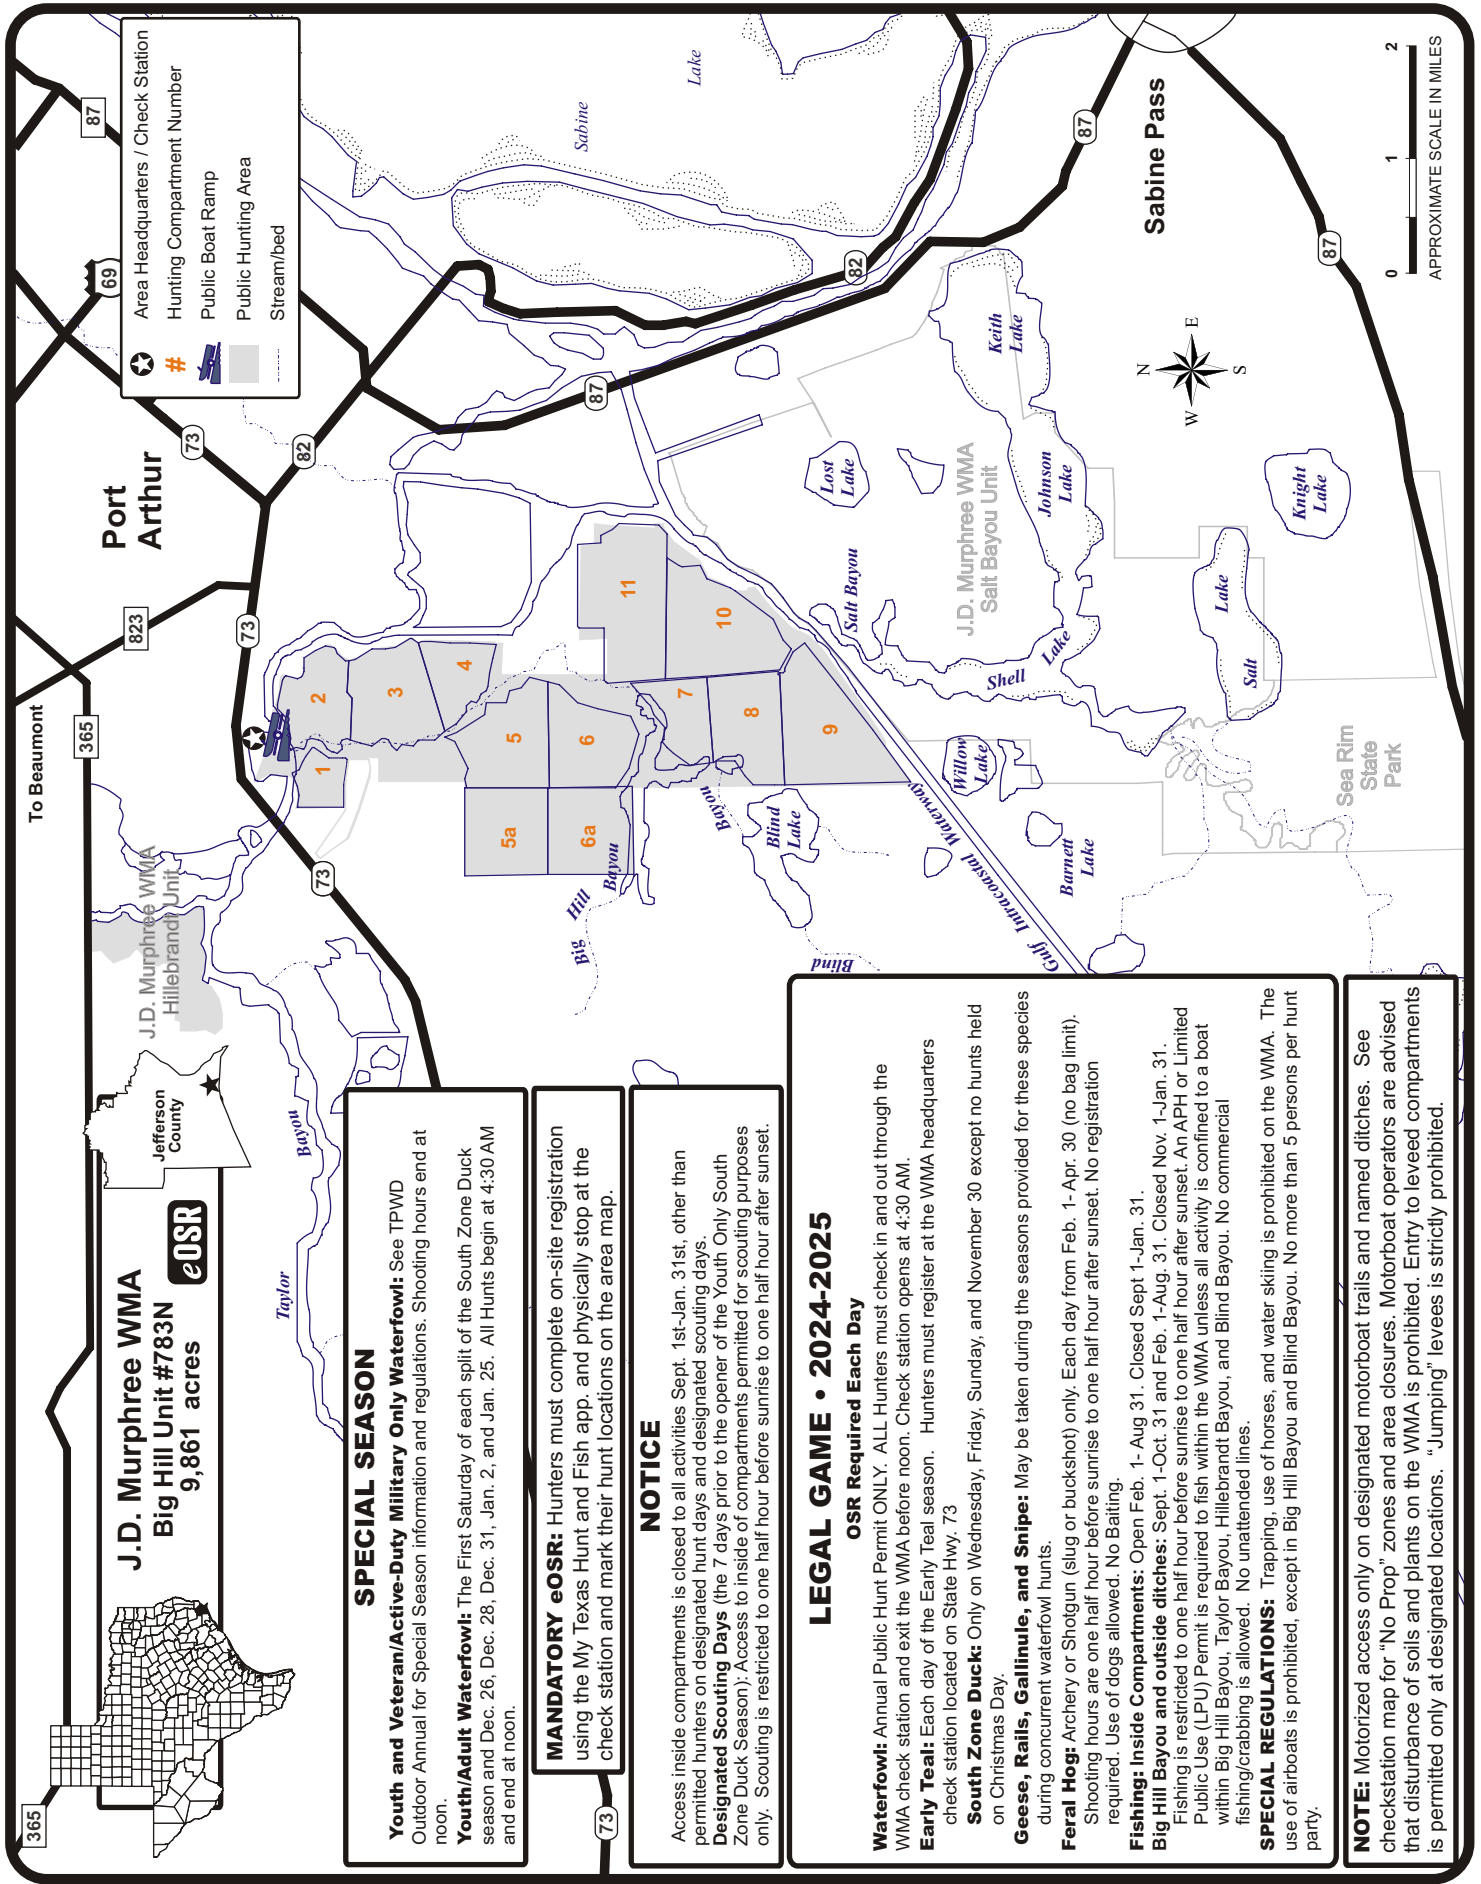 J.D. Murphree WMA
Big Hill Unit #783N
9,861 acres
eOSR
Jefferson
County
SPECIAL SEASON
Youth and Veteran/Active-Duty Military Only Waterfowl: See TPWD
Outdoor Annual for Special Season information and regulations. Shooting hours end at
noon.
Youth/Adult Waterfowl: The First Saturday of each split of the South Zone Duck
season and Dec. 26, Dec. 28, Dec. 31, Jan. 2, and Jan. 25. All Hunts begin at 4:30 AM
and end at noon.
MANDATORY eOSR: Hunters must complete on-site registration
using the My Texas Hunt and Fish app. and physically stop at the
check station and mark their hunt locations on the area map.
NOTICE
Access inside compartments is closed to all activities Sept. 1st-Jan. 31st, other than
permitted hunters on designated hunt days and designated scouting days.
Designated Scouting Days (the 7 days prior to the opener of the Youth Only South
Zone Duck Season): Access to inside of compartments permitted for scouting purposes
only. Scouting is restricted to one half hour before sunrise to one half hour after sunset.
LEGAL GAME • 2024-2025
OSR Required Each Day
Waterfowl: Annual Public Hunt Permit ONLY. ALL Hunters must check in and out through the
WMA check station and exit the WMA before noon. Check station opens at 4:30 AM.
Early Teal: Each day of the Early Teal season. Hunters must register at the WMA headquarters
check station located on State Hwy. 73
South Zone Duck: Only on Wednesday, Friday, Sunday, and November 30 except no hunts held
on Christmas Day.
Geese, Rails, Gallinule, and Snipe: May be taken during the seasons provided for these species
during concurrent waterfowl hunts.
Feral Hog: Archery or Shotgun (slug or buckshot) only. Each day from Feb. 1- Apr. 30 (no bag limit).
Shooting hours are one half hour before sunrise to one half hour after sunset. No registration
required. Use of dogs allowed. No Baiting.
Fishing: Inside Compartments: Open Feb. 1- Aug 31. Closed Sept 1-Jan. 31.
Big Hill Bayou and outside ditches: Sept. 1-Oct. 31 and Feb. 1-Aug. 31. Closed Nov. 1-Jan. 31.
Fishing is restricted to one half hour before sunrise to one half hour after sunset. An APH or Limited
Public Use (LPU) Permit is required to fish within the WMA unless all activity is confined to a boat
within Big Hill Bayou, Taylor Bayou, Hillebrandt Bayou, and Blind Bayou. No commercial
fishing/crabbing is allowed. No unattended lines.
SPECIAL REGULATIONS: Trapping, use of horses, and water skiing is prohibited on the WMA. The
use of airboats is prohibited, except in Big Hill Bayou and Blind Bayou. No more than 5 persons per hunt
party.
NOTE: Motorized access only on designated motorboat trails and named ditches. See
checkstation map for "No Prop" zones and area closures. Motorboat operators are advised
that disturbance of soils and plants on the WMA is prohibited. Entry to leveed compartments
is permitted only at designated locations. "Jumping" levees is strictly prohibited.
Area Headquarters / Check Station
# Hunting Compartment Number
Public Boat Ramp
Public Hunting Area
Stream/bed
365
73
To Beaumont
365
823
73
73
82
73
69
87
87
82
87
87
Port
Arthur
Sabine Pass
Sabine
Lake
J.D. Murphree WMA
Hillebrandt Unit
Taylor
Bayou
1
2
3
4
5
5a
6
6a
7
8
9
10
11
Big
Hill
Bayou
Blind
Bayou
Blind
Lake
Gulf Intracoastal Waterway
Willow
Lake
Barnett
Lake
Salt Bayou
Shell
Lake
Lost
Lake
J.D. Murphree WMA
Salt Bayou Unit
Keith
Lake
Johnson
Lake
Knight
Lake
Salt
Lake
Sea Rim
State
Park
N
W
E
S
0
1
2
APPROXIMATE SCALE IN MILES